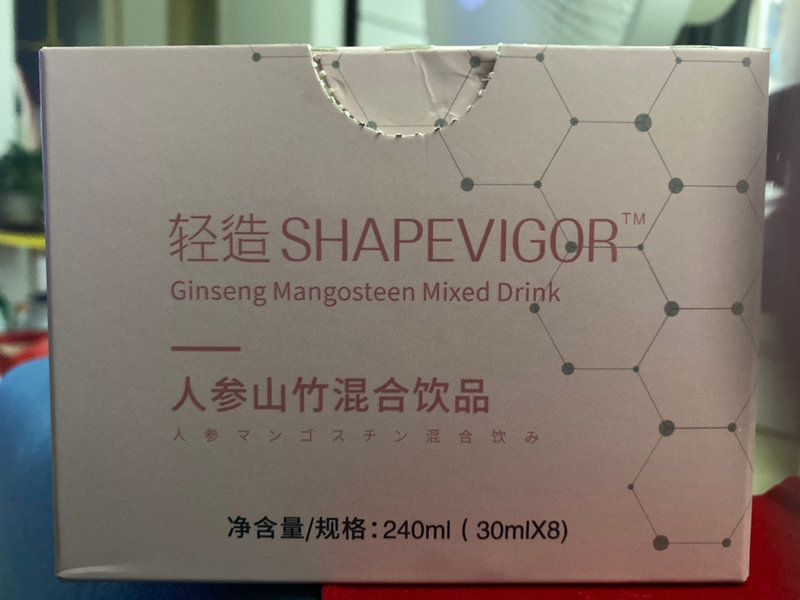 轻造 SHAPEVIGOR™
Ginseng Mangosteen Mixed Drink
人参山竹混合饮品
人参マンゴスチン混合飲み
净含量/规格：240ml ( 30mlX8)